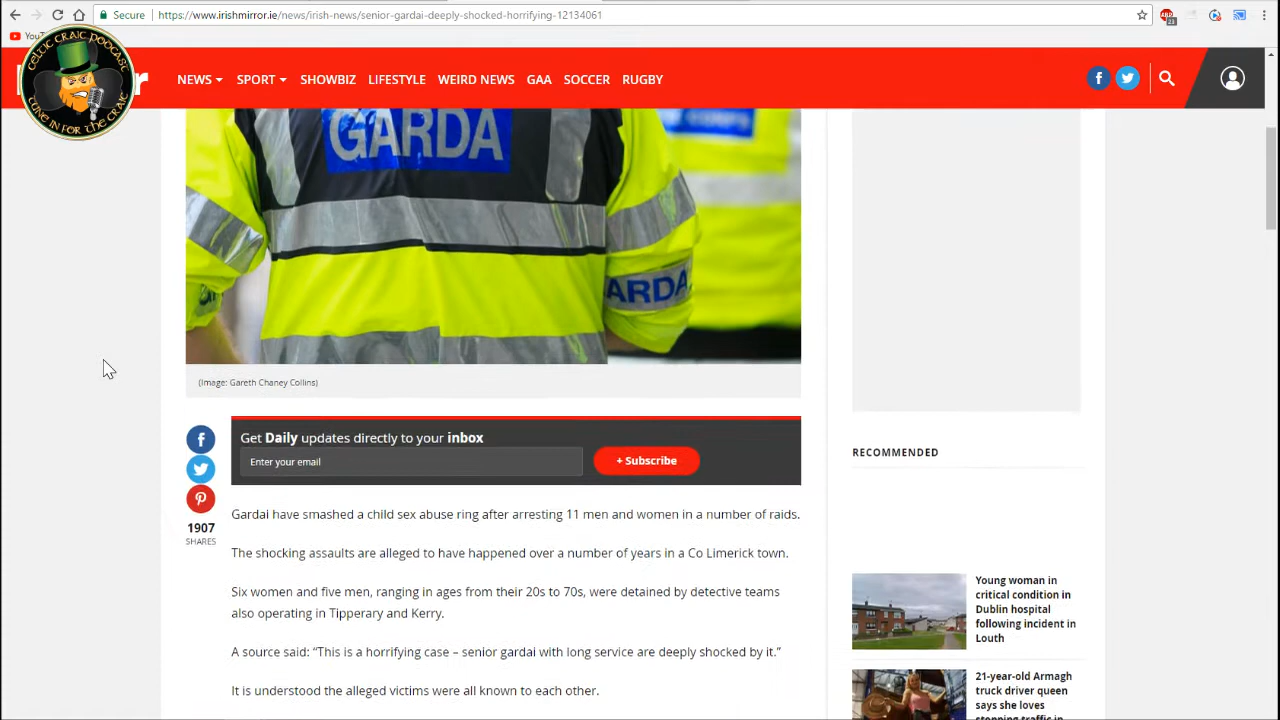 Secure
https://www.irishmirror.ie/news/irish-news/senior-gardai-deeply-shocked-horrifying-12134061
CELTIC CRAIC PODCAST
TUNE IN FOR THE CRAIC
NEWS SPORT SHOWBIZ LIFESTYLE WEIRD NEWS GAA SOCCER RUGBY
GARDA
GARDA
(Image: Gareth Chaney Collins)
Get Daily updates directly to your inbox
Enter your email
+ Subscribe
1907
SHARES
Gardai have smashed a child sex abuse ring after arresting 11 men and women in a number of raids.
The shocking assaults are alleged to have happened over a number of years in a Co Limerick town.
Six women and five men, ranging in ages from their 20s to 70s, were detained by detective teams
also operating in Tipperary and Kerry.
A source said: “This is a horrifying case – senior gardai with long service are deeply shocked by it.”
It is understood the alleged victims were all known to each other.
RECOMMENDED
Young woman in
critical condition in
Dublin hospital
following incident in
Louth
21-year-old Armagh
truck driver queen
says she loves
stopping traffic in